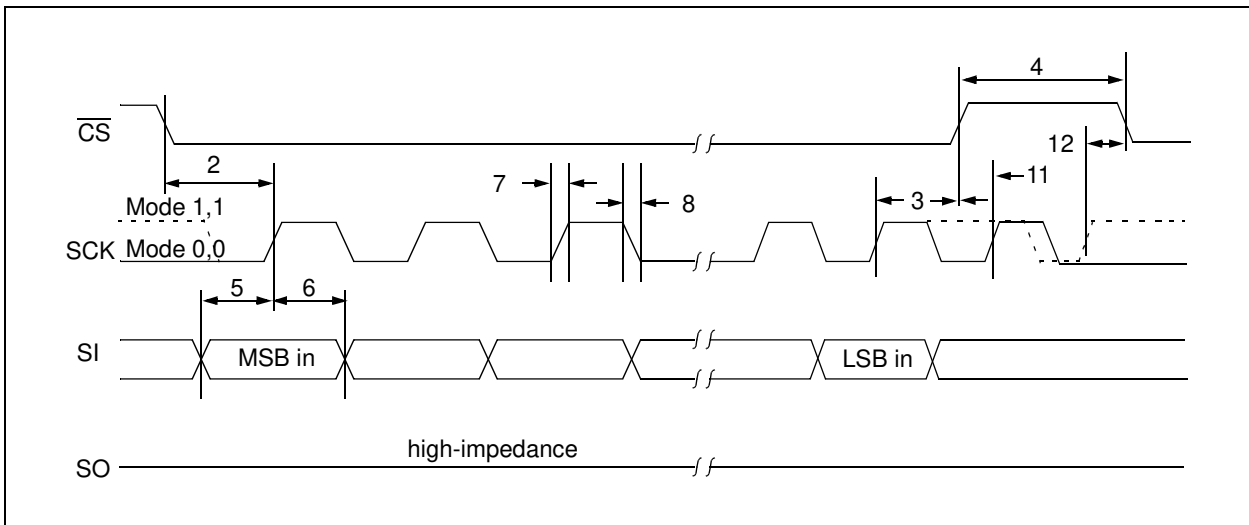 4
CS
12
2
7
8
3
11
Mode 1,1
SCK
Mode 0,0
5
6
SI
MSB in
LSB in
high-impedance
SO